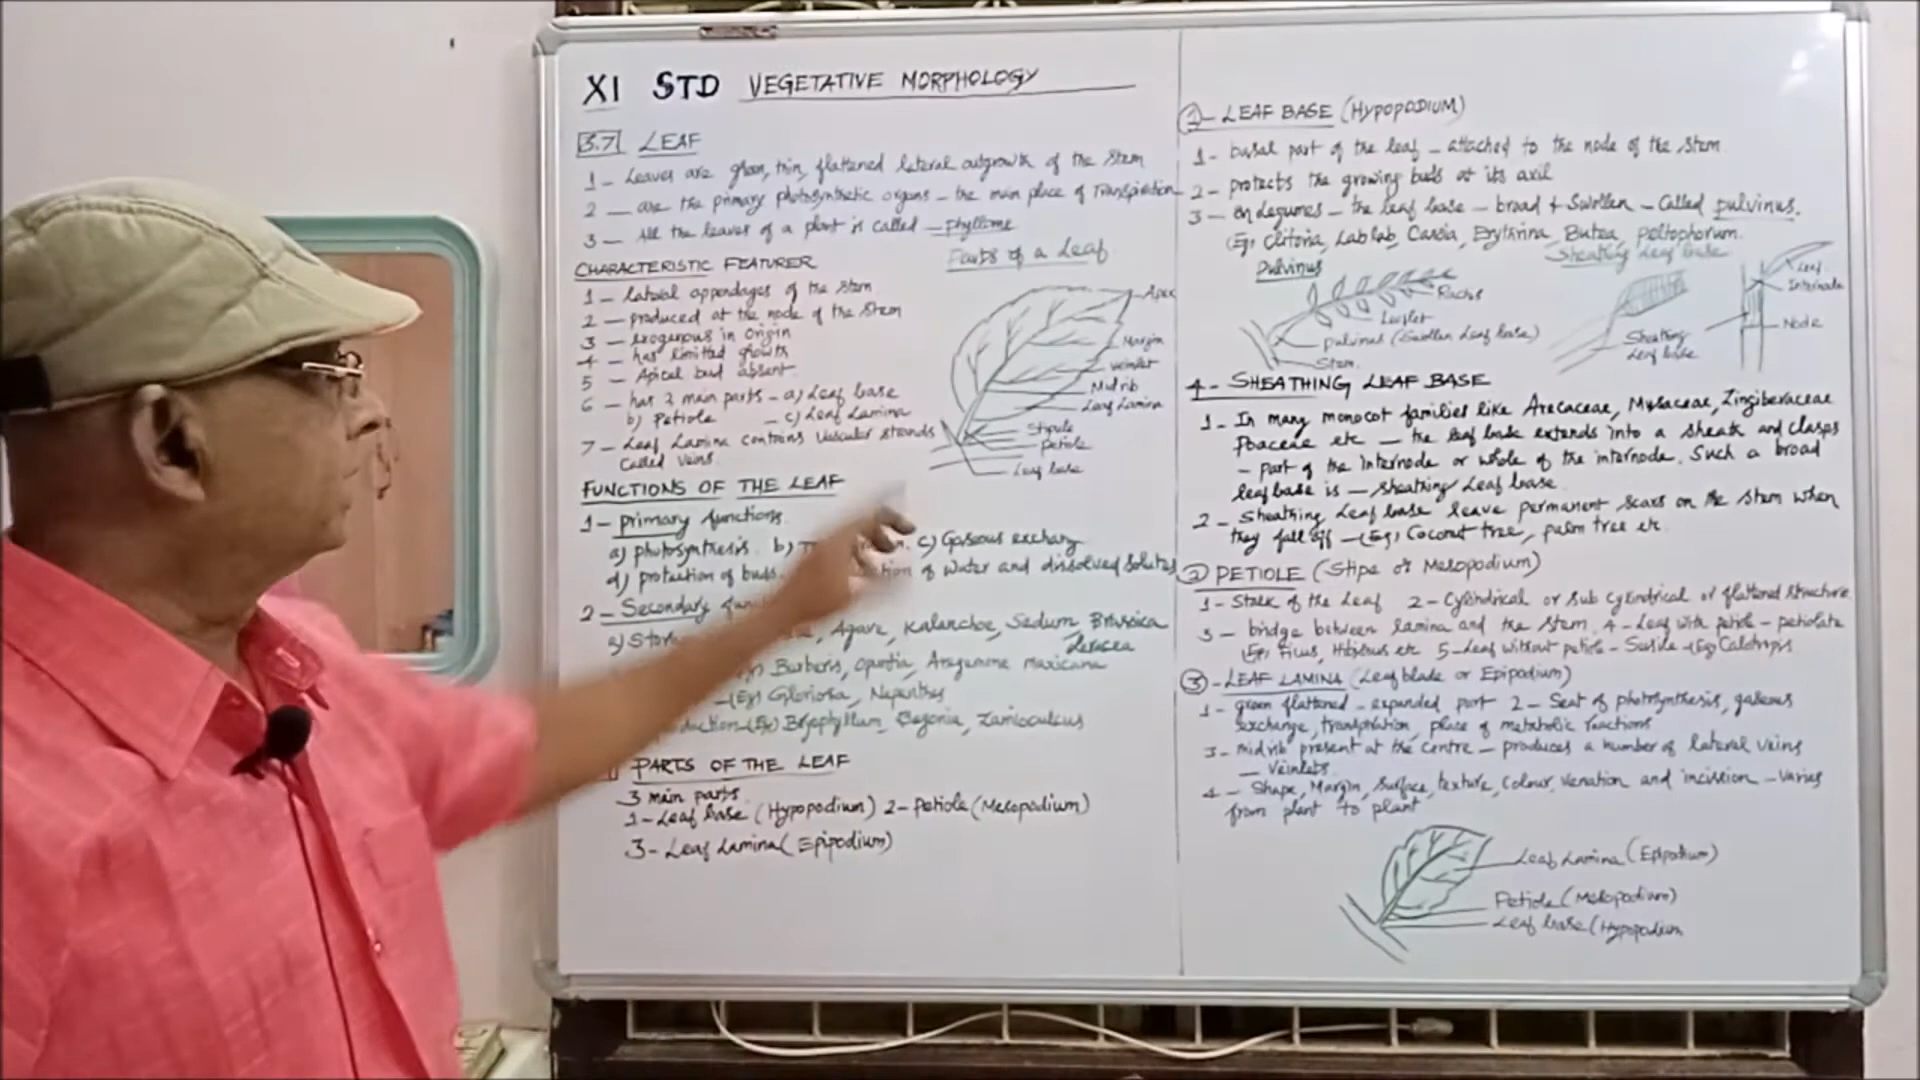 XI STD VEGETATIVE MORPHOLOGY
3.7 LEAF
1 - Leaves are green, thin, flattened lateral outgrowth of the stem
2 - are the primary photosynthetic organs - the main place of Transpiration
3 - All the leaves of a plant is called - phyllome
CHARACTERISTIC FEATURER
1 - lateral appendages of the stem
2 - produced at the node of the stem
3 - exogenous in origin
4 - has limited growth
5 - Apical bud absent
6 - has 3 main parts - a) Leaf base
b) Petiole - c) Leaf Lamina
7 - Leaf Lamina contains Vascular strands
called veins.
Parts of a Leaf
Apex
Margin
veinlet
Midrib
Leaf Lamina
Stipule
petiole
Leaf base
FUNCTIONS OF THE LEAF
1 - primary functions
a) photosynthesis b) c) Gaseous exchange
d) protection of buds of water and dissolved solutes
2 - Secondary
a) Agave, Kalanchoe, Sedum Brassica
Berberis, opuntia, Argemone mexicana
(Eg) Gloriosa, Nepenthes
(Eg) Bryophyllum, Begonia, Zamioculcus
PARTS OF THE LEAF
3 main parts
1 - Leaf base (Hypopodium) 2 - Petiole (Mesopodium)
3 - Leaf Lamina (Epipodium)
1 - LEAF BASE (HYPOPODIUM)
1 - basal part of the leaf - attached to the node of the stem
2 - protects the growing buds at its axil
3 - In Legumes - the leaf base - broad & swollen - called pulvinus.
(Eg, Clitoria, Lab lab, Cassia, Erythrina, Butea, peltophorum.
Pulvinus
Rachis
Leaflet
pulvinus (Swollen Leaf base)
Stem
Sheathing Leaf base
Sheathing
Leaf base
Leaf
Internode
Node
4 - SHEATHING LEAF BASE
1 - In many monocot families like Arecaceae, Musaceae, Zingiberaceae
Poaceae etc - the leaf base extends into a sheath and clasps
- part of the internode or whole of the internode. Such a broad
leaf base is - sheathing Leaf base.
2 - Sheathing Leaf base leave permanent scars on the stem when
they fall off - (Eg, Coconut tree, palm tree etc
2 PETIOLE (Stipe or Mesopodium)
1 - Stalk of the Leaf 2 - Cylindrical or sub cylindrical or flattened structure
3 - bridge between lamina and the stem. 4 - Leaf with petiole - petiolate
(Eg, Ficus, Hibiscus etc 5 - Leaf without petiole - Sessile - (Eg) Calotropis
3 - LEAF LAMINA (Leaf blade or Epipodium)
1 - green flattened - expanded part 2 - Seat of photosynthesis, gaseous
exchange, transpiration, place of metabolic reactions
3 - midrib present at the centre - produces a number of lateral veins
- veinlets
4 - Shape, Margin, surface, texture, colour, venation and incission - varies
from plant to plant
Leaf Lamina (Epipodium)
Petiole (Mesopodium)
Leaf base (Hypopodium